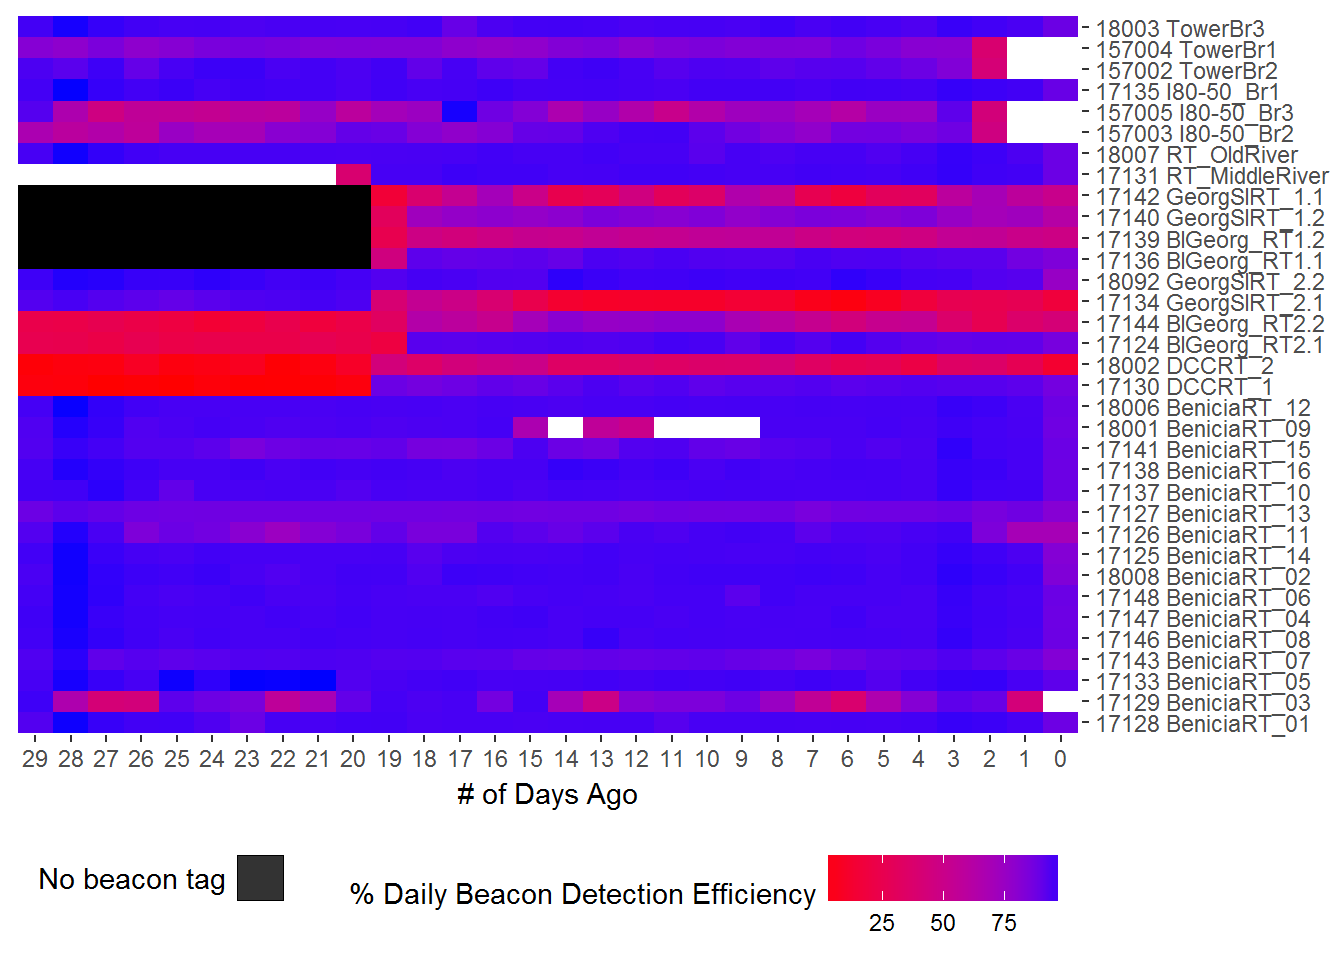 18003 TowerBr3
157004 TowerBr1
157002 TowerBr2
17135 I80-50_Br1
157005 I80-50_Br3
157003 I80-50_Br2
18007 RT_OldRiver
17131 RT_MiddleRiver
17142 GeorgSlRT_1.1
17140 GeorgSlRT_1.2
17139 BlGeorg_RT1.2
17136 BlGeorg_RT1.1
18092 GeorgSlRT_2.2
17134 GeorgSlRT_2.1
17144 BlGeorg_RT2.2
17124 BlGeorg_RT2.1
18002 DCCRT_2
17130 DCCRT_1
18006 BeniciaRT_12
18001 BeniciaRT_09
17141 BeniciaRT_15
17138 BeniciaRT_16
17137 BeniciaRT_10
17127 BeniciaRT_13
17126 BeniciaRT_11
17125 BeniciaRT_14
18008 BeniciaRT_02
17148 BeniciaRT_06
17147 BeniciaRT_04
17146 BeniciaRT_08
17143 BeniciaRT_07
17133 BeniciaRT_05
17129 BeniciaRT_03
17128 BeniciaRT_01
29 28 27 26 25 24 23 22 21 20 19 18 17 16 15 14 13 12 11 10 9 8 7 6 5 4 3 2 1 0
# of Days Ago
No beacon tag
% Daily Beacon Detection Efficiency
25 50 75